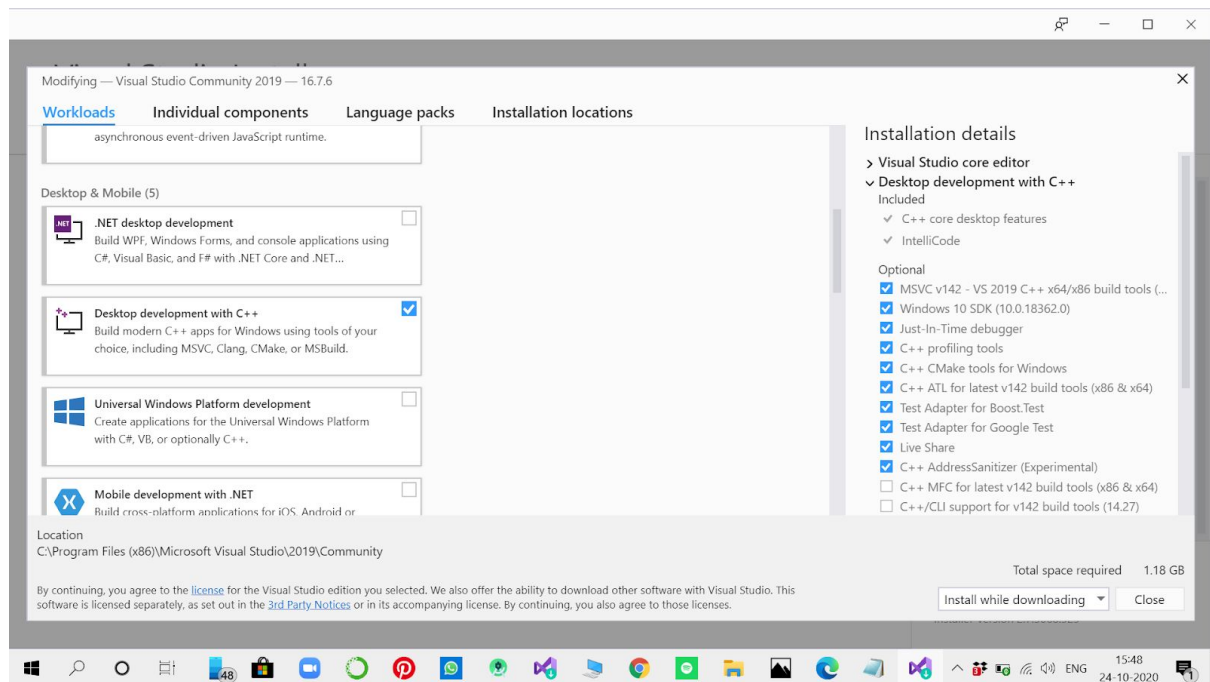 Modifying — Visual Studio Community 2019 — 16.7.6
Workloads Individual components Language packs Installation locations
asynchronous event-driven JavaScript runtime.
Desktop & Mobile (5)
.NET
.NET desktop development
Build WPF, Windows Forms, and console applications using
C#, Visual Basic, and F# with .NET Core and .NET...
Desktop development with C++
Build modern C++ apps for Windows using tools of your
choice, including MSVC, Clang, CMake, or MSBuild.
Universal Windows Platform development
Create applications for the Universal Windows Platform
with C#, VB, or optionally C++.
Mobile development with .NET
Build cross-platform applications for iOS, Android or
Installation details
Visual Studio core editor
Desktop development with C++
Included
C++ core desktop features
IntelliCode
Optional
MSVC v142 - VS 2019 C++ x64/x86 build tools (...
Windows 10 SDK (10.0.18362.0)
Just-In-Time debugger
C++ profiling tools
C++ CMake tools for Windows
C++ ATL for latest v142 build tools (x86 & x64)
Test Adapter for Boost.Test
Test Adapter for Google Test
Live Share
C++ AddressSanitizer (Experimental)
C++ MFC for latest v142 build tools (x86 & x64)
C++/CLI support for v142 build tools (14.27)
Location
C:\Program Files (x86)\Microsoft Visual Studio\2019\Community
Total space required 1.18 GB
By continuing, you agree to the license for the Visual Studio edition you selected. We also offer the ability to download other software with Visual Studio. This
software is licensed separately, as set out in the 3rd Party Notices or in its accompanying license. By continuing, you also agree to those licenses.
Install while downloading Close
48
ENG
15:48
24-10-2020
1